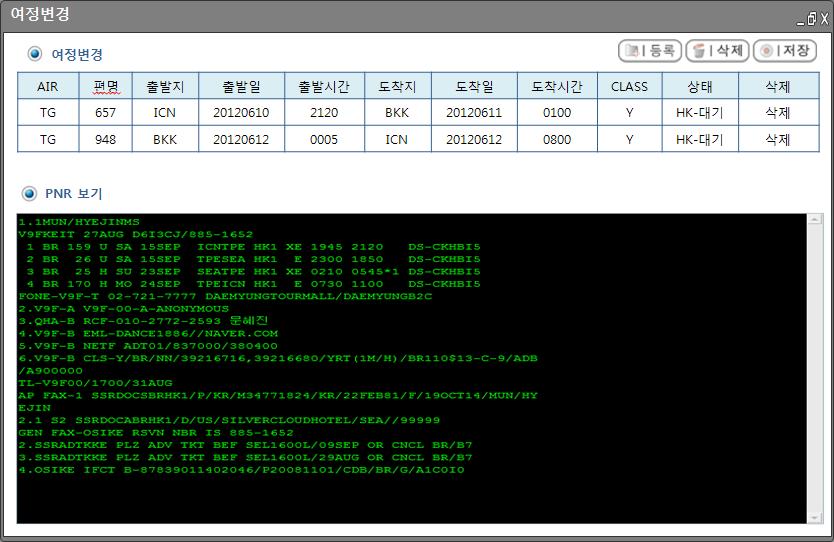 여정변경
여정변경
등록 삭제 저장
AIR 편명 출발지 출발일 출발시간 도착지 도착일 도착시간 CLASS 상태 삭제
TG 657 ICN 20120610 2120 BKK 20120611 0100 Y HK-대기 삭제
TG 948 BKK 20120612 0005 ICN 20120612 0800 Y HK-대기 삭제
PNR 보기
1.1MUN/HYEJINMS
V9FKEIT 27AUG D6I3CJ/885-1652
1 BR 159 U SA 15SEP ICNTPE HK1 XE 1945 2120 DS-CKHBI5
2 BR 26 U SA 15SEP TPESEA HK1 E 2300 1850 DS-CKHBI5
3 BR 25 H SU 23SEP SEATPE HK1 XE 0210 0545*1 DS-CKHBI5
4 BR 170 H MO 24SEP TPEICN HK1 E 0730 1100 DS-CKHBI5
FONE-V9F-T 02-721-7777 DAEMYUNGTOURMALL/DAEMYUNGB2C
2.V9F-A V9F-00-A-ANONYMOUS
3.QHA-B RCF-010-2772-2593 문혜진
4.V9F-B EML-DANCE1886//NAVER.COM
5.V9F-B NETF ADT01/837000/380400
6.V9F-B CLS-Y/BR/NN/39216716,39216680/YRT(1M/H)/BR110$13-C-9/ADB
/A900000
TL-V9F00/1700/31AUG
AP FAX-1 SSRDOCSBRHK1/P/KR/M34771824/KR/22FEB81/F/19OCT14/MUN/HY
EJIN
2.1 S2 SSRDOCABRHK1/D/US/SILVERCLOUDHOTEL/SEA//99999
GEN FAX-OSIKE RSVN NBR IS 885-1652
2.SSRADTKKE PLZ ADV TKT BEF SEL1600L/09SEP OR CNCL BR/B7
3.SSRADTKKE PLZ ADV TKT BEF SEL1600L/29AUG OR CNCL BR/B7
4.OSIKE IFCT B-87839011402046/P20081101/CDB/BR/G/A1C0I0